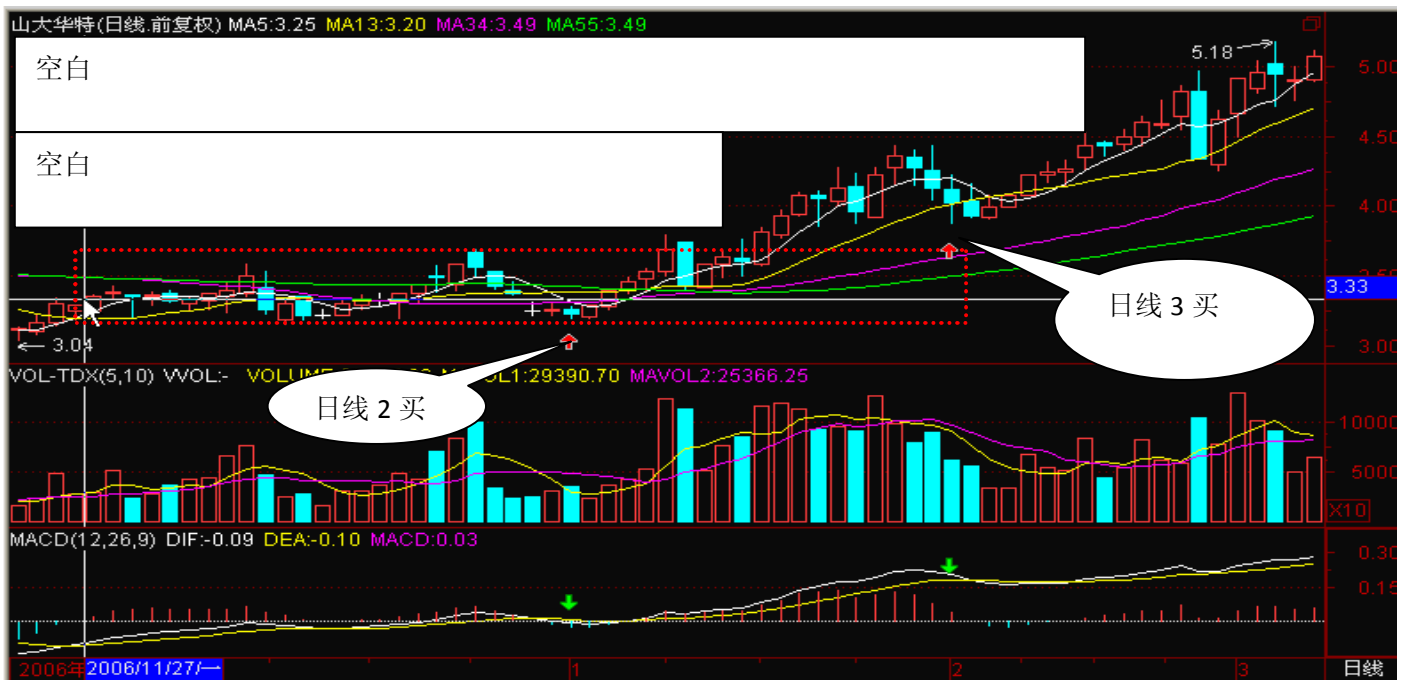 山大华特(日线.前复权) MA5:3.25 MA13:3.20 MA34:3.49 MA55:3.49
空白
空白
5.18
5.00
4.50
4.00
3.33
3.04
3.00
日线 3 买
日线 2 买
VOL-TDX(5,10) VVOL:- MAVOL2:25366.25
10000
5000
X10
MACD(12,26,9) DIF:-0.09 DEA:-0.10 MACD:0.03
0.30
0.15
2006年 2006/11/27/一 1 2 3 日线